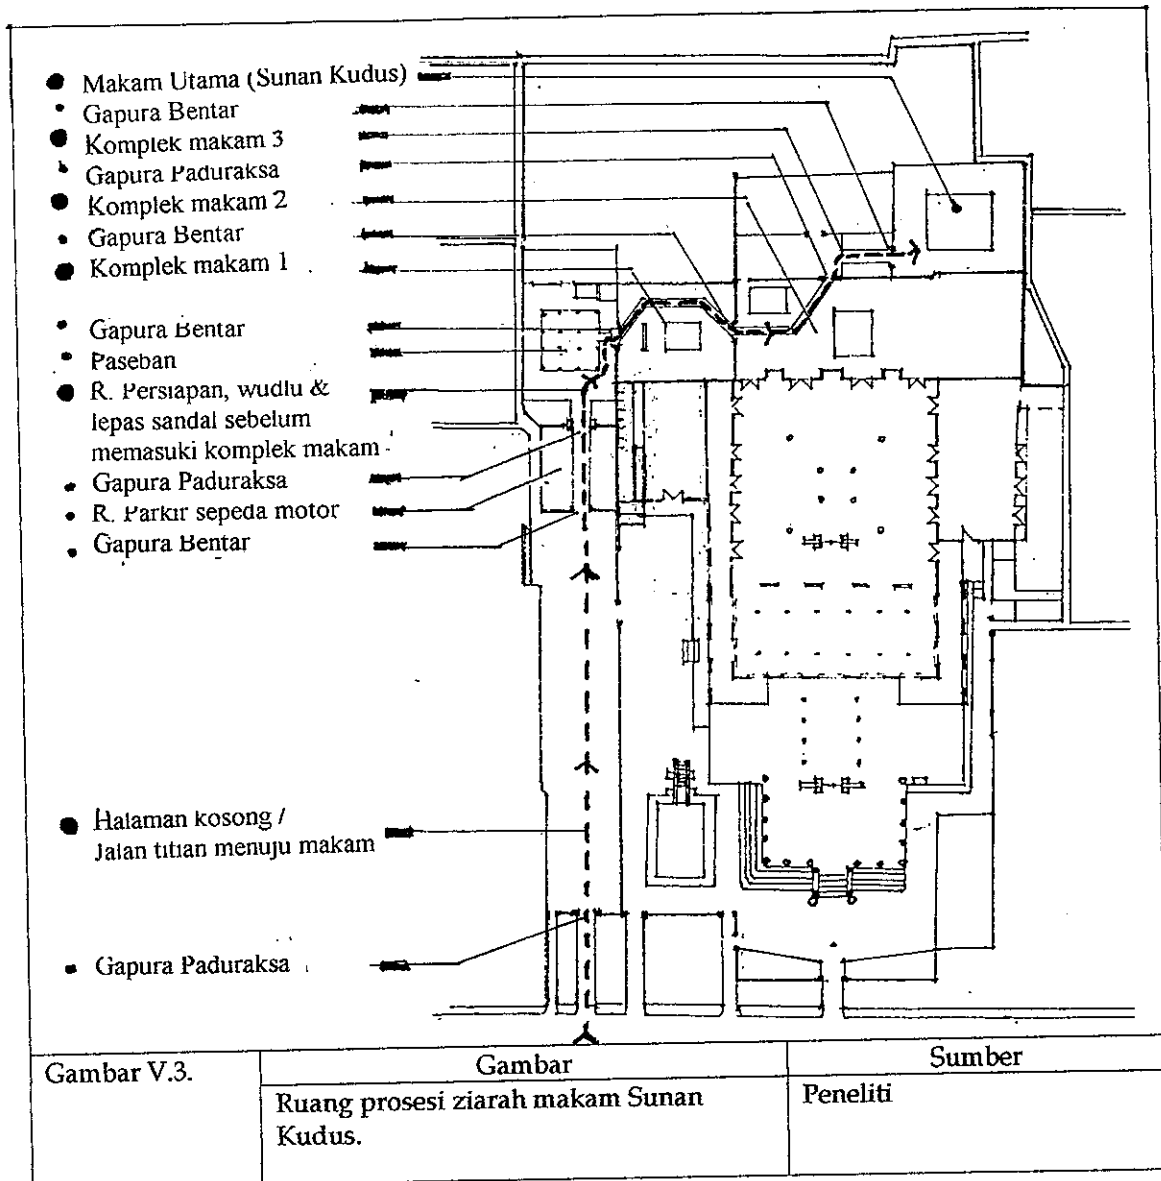 Makam Utama (Sunan Kudus)
Gapura Bentar
Komplek makam 3
Gapura Paduraksa
Komplek makam 2
Gapura Bentar
Komplek makam 1
Gapura Bentar
Paseban
R. Persiapan, wudlu &
lepas sandal sebelum
memasuki komplek makam
Gapura Paduraksa
R. Parkir sepeda motor
Gapura Bentar
Halaman kosong /
Jalan titian menuju makam
Gapura Paduraksa
Gambar V.3.
Gambar
Sumber
Ruang prosesi ziarah makam Sunan
Kudus.
Peneliti